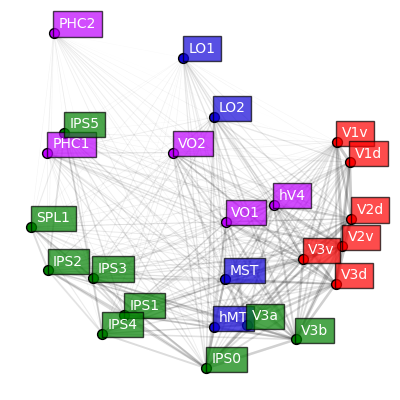 PHC2
LO1
LO2
IPS5
V1v
PHC1
VO2
V1d
hV4
SPL1
VO1
V2d
V2v
V3v
IPS2
IPS3
MST
V3d
IPS1
IPS4
hMT
V3a
V3b
IPS0